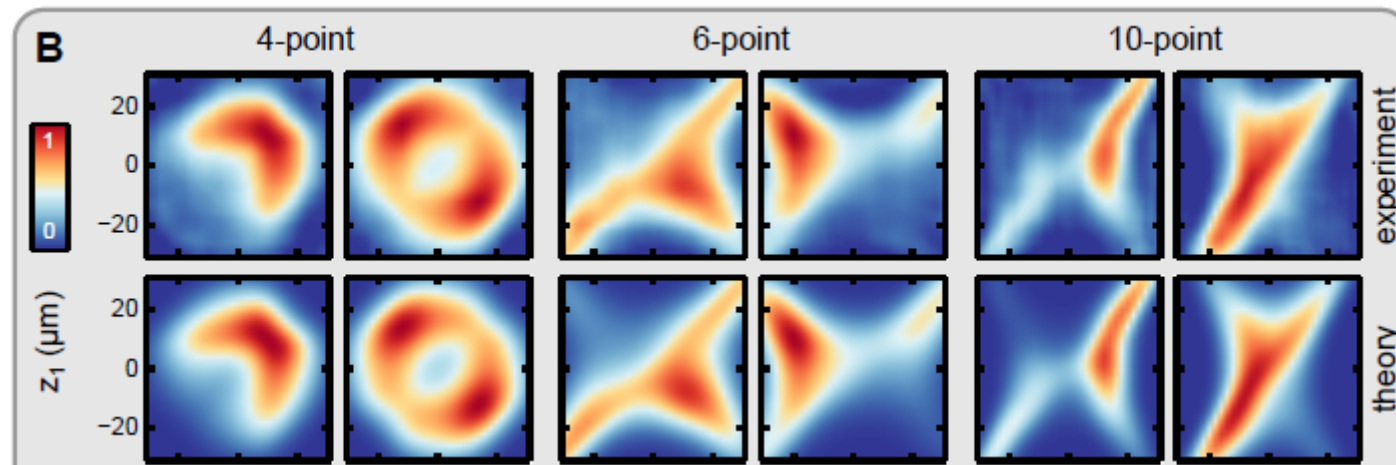 B
4-point 6-point 10-point
20
0
−20
1
0
experiment
20
0
−20
z₁ (μm)
theory